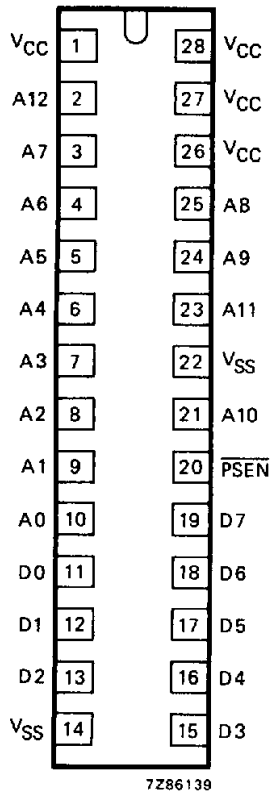 VCC 1 28 VCC
A12 2 27 VCC
A7 3 26 VCC
A6 4 25 A8
A5 5 24 A9
A4 6 23 A11
A3 7 22 VSS
A2 8 21 A10
A1 9 20 PSEN
A0 10 19 D7
D0 11 18 D6
D1 12 17 D5
D2 13 16 D4
VSS 14 15 D3
7Z86139